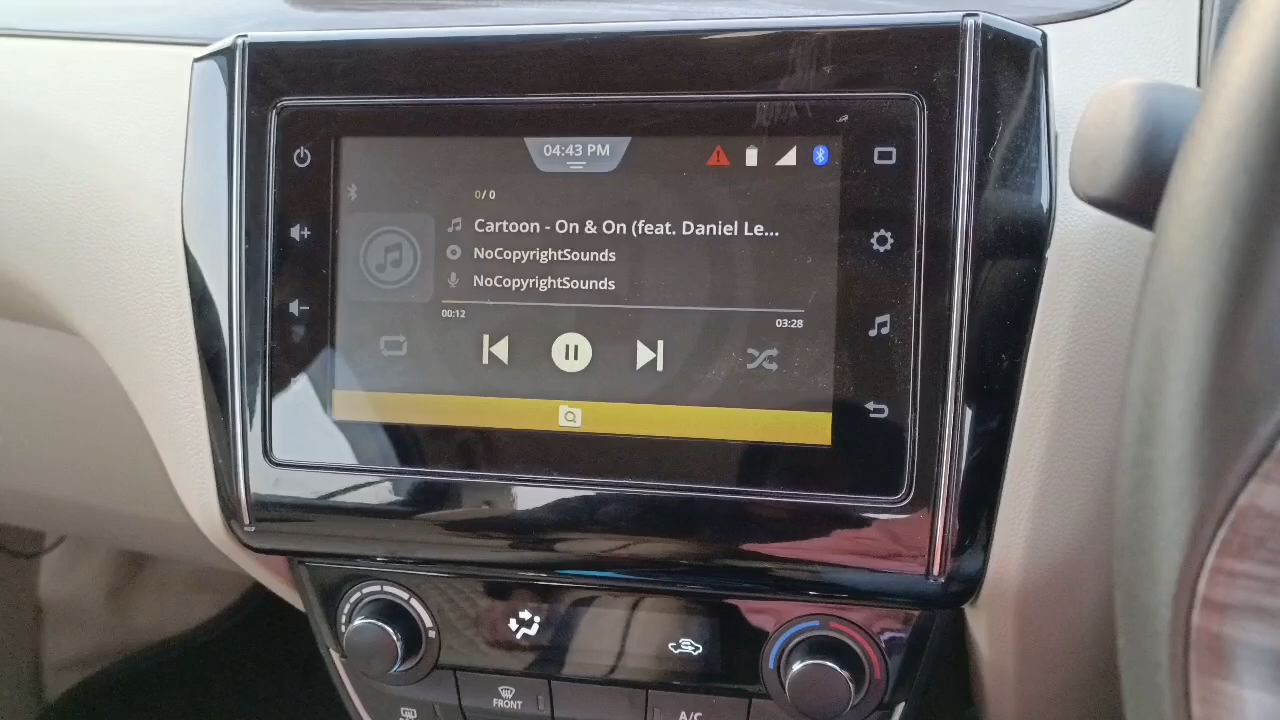 04:43 PM
0/ 0
Cartoon - On & On (feat. Daniel Le...
NoCopyrightSounds
NoCopyrightSounds
00:12
03:28
FRONT
A/C